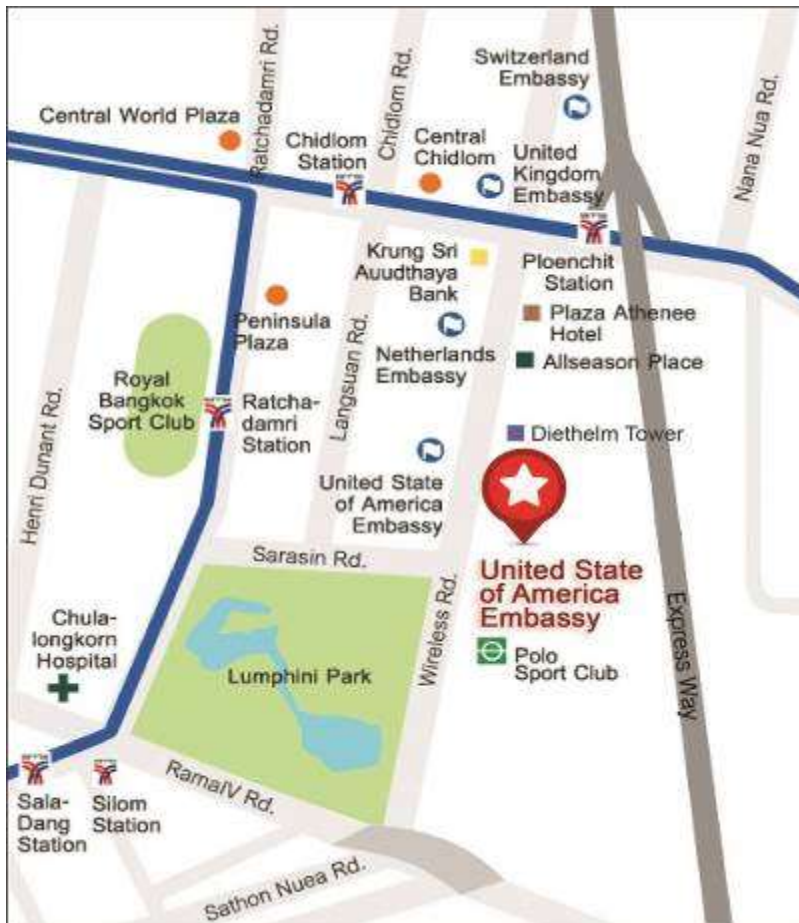 Switzerland
Embassy
Ratchadamri Rd.
Chidlom Rd.
Nana Nua Rd.
Central World Plaza
Chidlom
Station
Central
Chidlom
United
Kingdom
Embassy
Krung Sri
Auudthaya
Bank
Ploenchit
Station
Peninsula
Plaza
Plaza Athenee
Hotel
Netherlands
Embassy
Allseason Place
Royal
Bangkok
Sport Club
Ratcha-
damri
Station
Langsuan Rd.
Henri Dunant Rd.
Diethelm Tower
United State
of America
Embassy
Sarasin Rd.
United State
of America
Embassy
Wireless Rd.
Express Way
Chula-
longkorn
Hospital
Lumphini Park
Polo
Sport Club
RamaIV Rd.
Sala-
Dang
Station
Silom
Station
Sathon Nuea Rd.